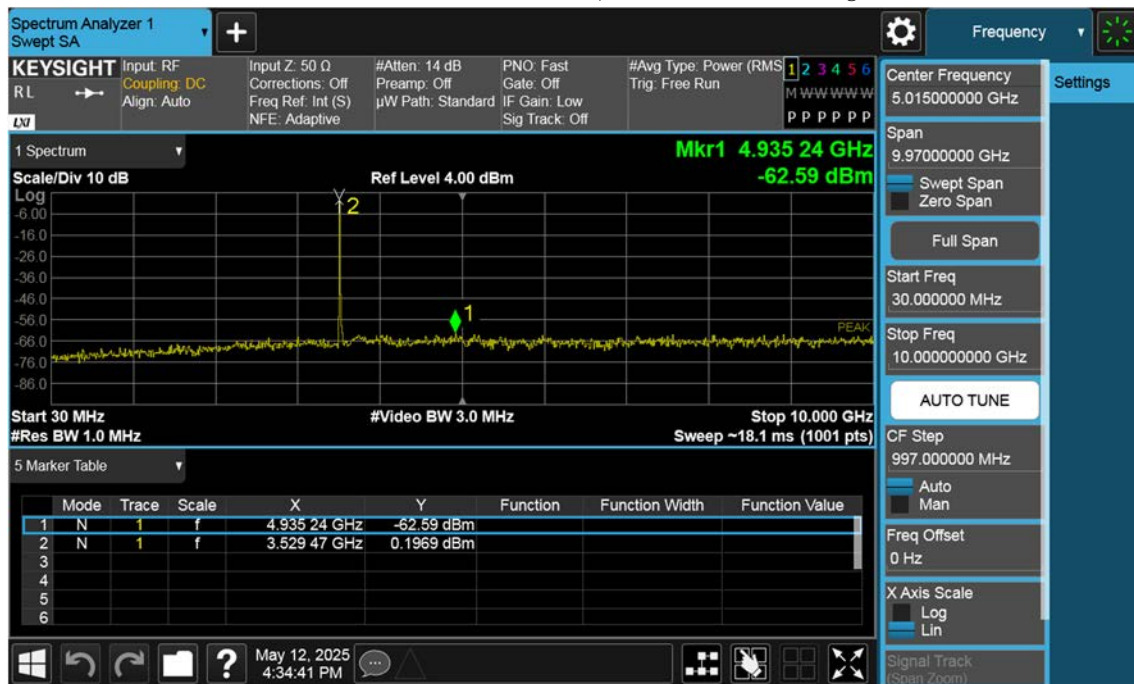 Spectrum Analyzer 1
Swept SA
+
Frequency
KEYSIGHT
RL
LXI
Input: RF
Coupling: DC
Align: Auto
Input Z: 50 Ω
Corrections: Off
Freq Ref: Int (S)
NFE: Adaptive
#Atten: 14 dB
Preamp: Off
µW Path: Standard
PNO: Fast
Gate: Off
IF Gain: Low
Sig Track: Off
#Avg Type: Power (RMS
Trig: Free Run
1 2 3 4 5 6
M W W W W W
P P P P P P
1 Spectrum
Mkr1 4.935 24 GHz
-62.59 dBm
Scale/Div 10 dB
Ref Level 4.00 dBm
Log
-6.00
-16.0
-26.0
-36.0
-46.0
-56.0
-66.0
-76.0
-86.0
2
1
PEAK
Start 30 MHz
#Video BW 3.0 MHz
Stop 10.000 GHz
#Res BW 1.0 MHz
Sweep ~18.1 ms (1001 pts)
5 Marker Table
Mode Trace Scale X Y Function Function Width Function Value
1 N 1 f 4.935 24 GHz -62.59 dBm
2 N 1 f 3.529 47 GHz 0.1969 dBm
3
4
5
6
?
May 12, 2025
4:34:41 PM
Center Frequency
5.015000000 GHz
Span
9.97000000 GHz
Swept Span
Zero Span
Full Span
Start Freq
30.000000 MHz
Stop Freq
10.000000000 GHz
AUTO TUNE
CF Step
997.000000 MHz
Auto
Man
Freq Offset
0 Hz
X Axis Scale
Log
Lin
Signal Track
(Span Zoom)
Settings